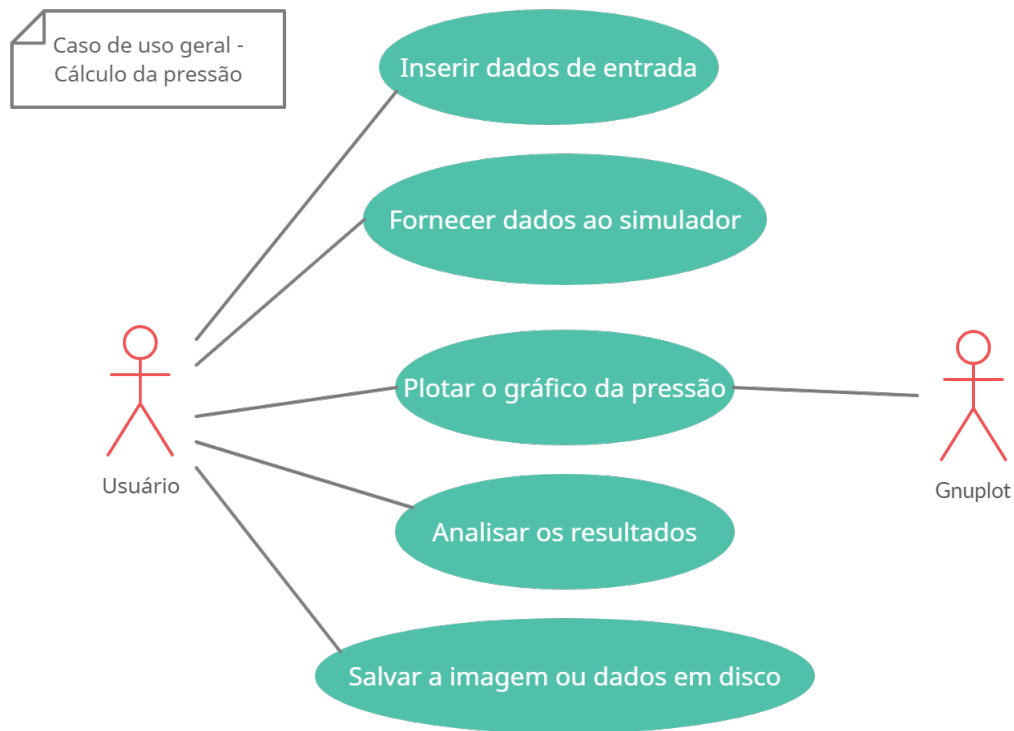 Caso de uso geral -
Cálculo da pressão
Inserir dados de entrada
Fornecer dados ao simulador
Plotar o gráfico da pressão
Usuário
Gnuplot
Analisar os resultados
Salvar a imagem ou dados em disco